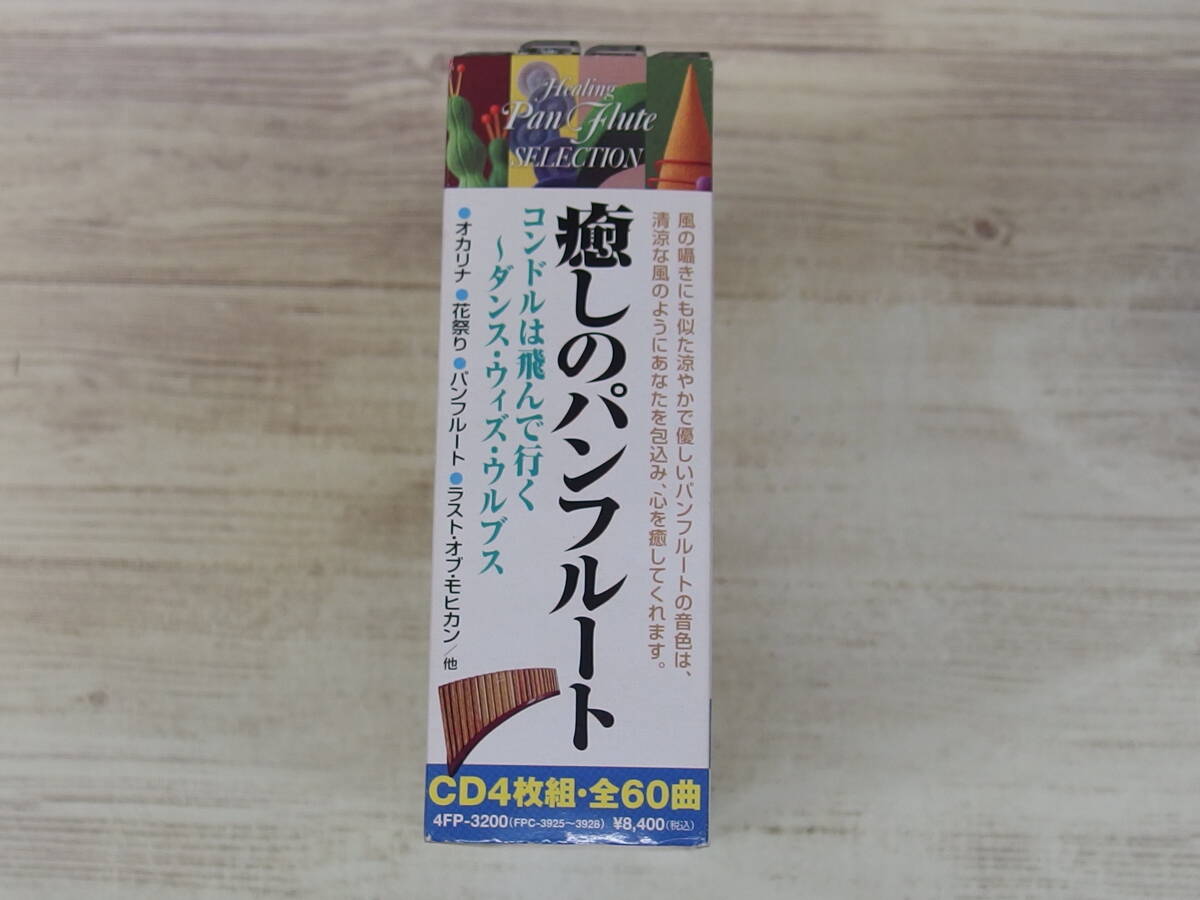 Healing
Pan Flute
SELECTION
風の囁きにも似た涼やかで優しいパンフルートの音色は、
清涼な風のようにあなたを包込み、心を癒してくれます。
癒しのパンフルート
コンドルは飛んで行く
～ダンス・ウィズ・ウルブス
●オカリナ●花祭り●パンフルート●ラスト・オブ・モヒカン／他
CD4枚組・全60曲
4FP-3200(FPC-3925～3928) ¥8,400(税込)